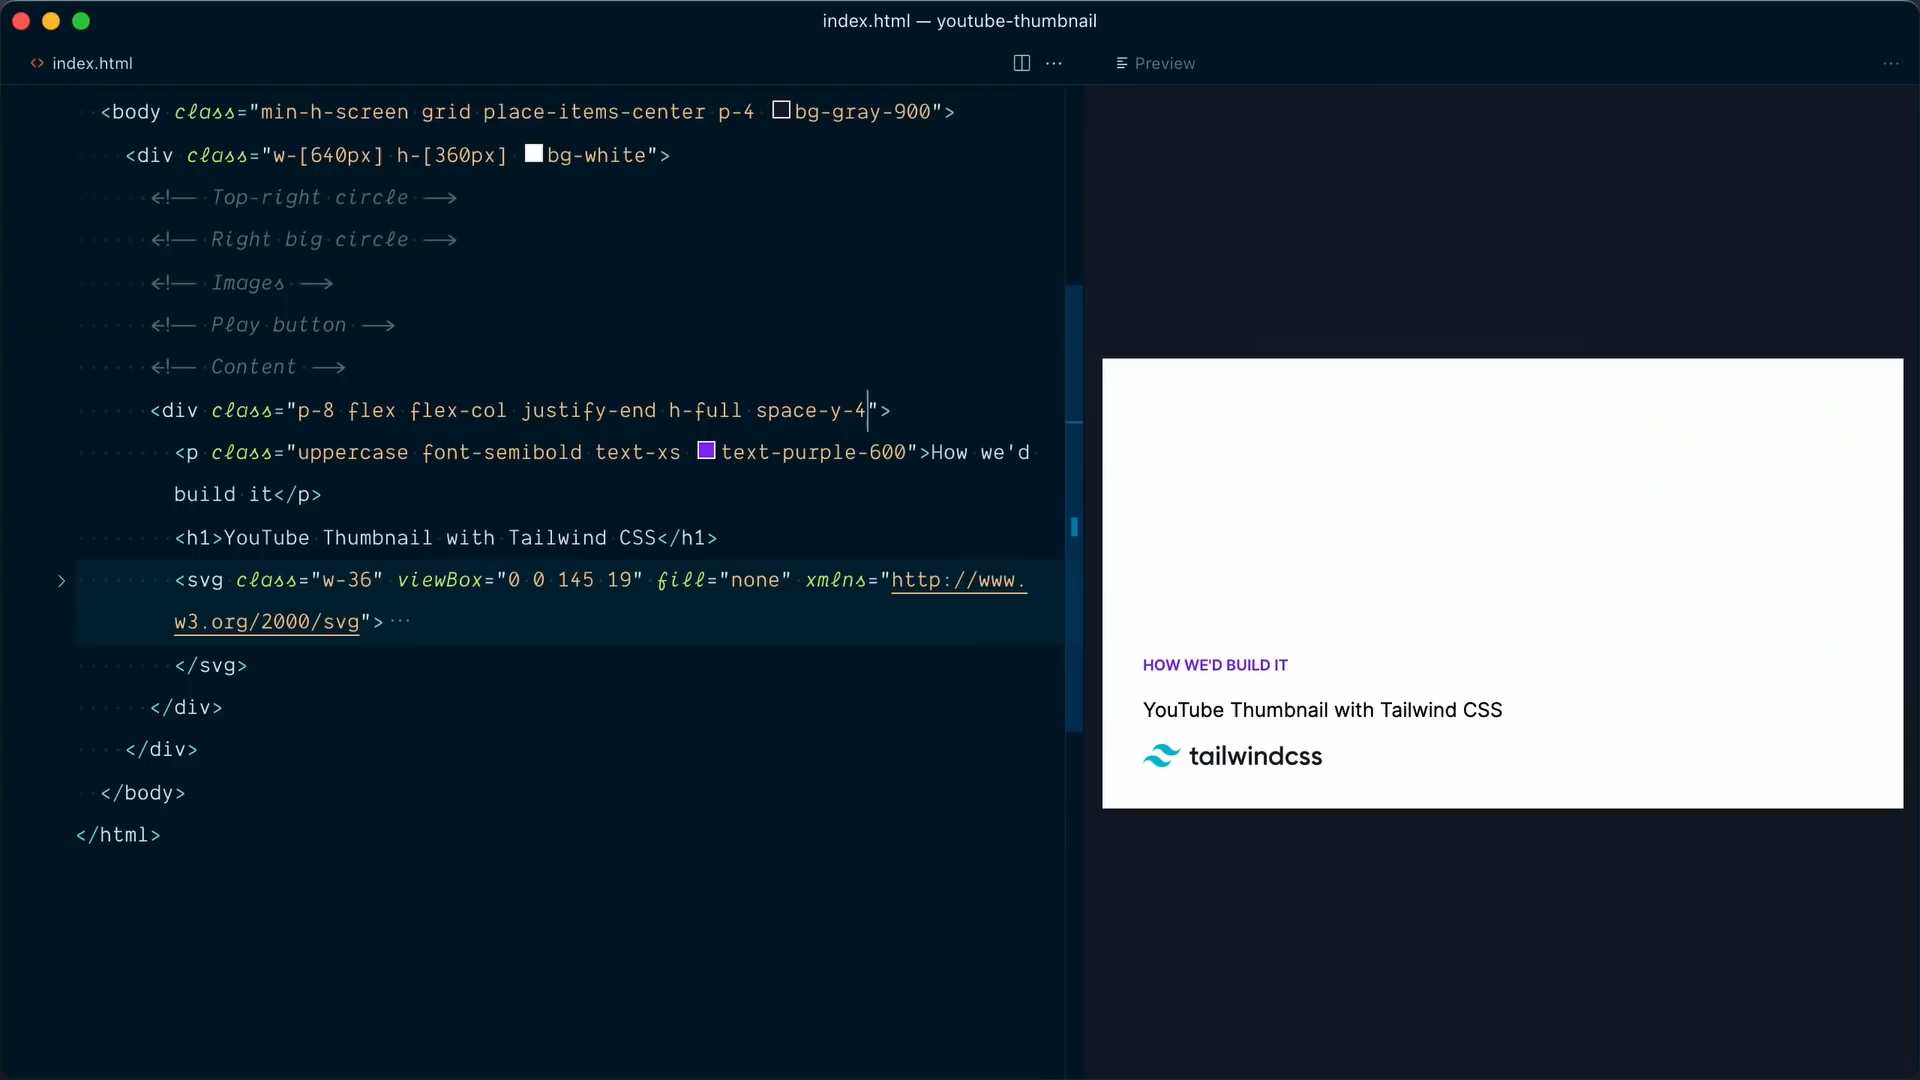 index.html — youtube-thumbnail
index.html
Preview
<body class="min-h-screen grid place-items-center p-4 bg-gray-900">
<div class="w-[640px] h-[360px] bg-white">
<!-- Top-right circle -->
<!-- Right big circle -->
<!-- Images -->
<!-- Play button -->
<!-- Content -->
<div class="p-8 flex flex-col justify-end h-full space-y-4">
<p class="uppercase font-semibold text-xs text-purple-600">How we'd
build it</p>
<h1>YouTube Thumbnail with Tailwind CSS</h1>
<svg class="w-36" viewBox="0 0 145 19" fill="none" xmlns="http://www.
w3.org/2000/svg">
</svg>
</div>
</div>
</body>
</html>
HOW WE'D BUILD IT
YouTube Thumbnail with Tailwind CSS
tailwindcss